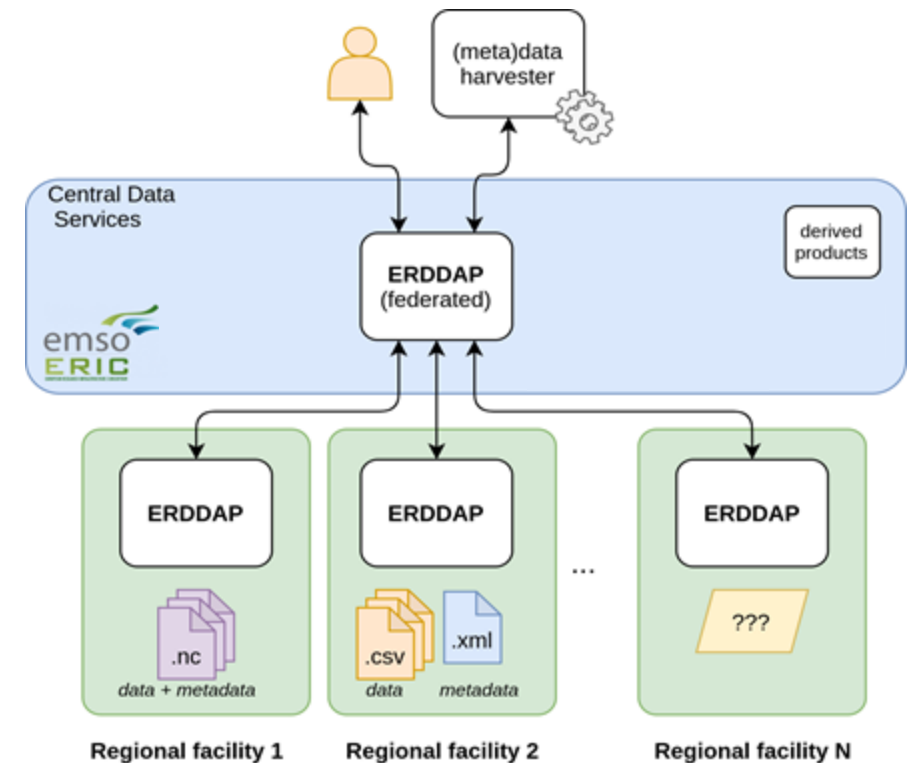 (meta)data
harvester
Central Data
Services
derived
products
ERDDAP
(federated)
emso
ERIC
ERDDAP
ERDDAP
ERDDAP
...
.nc
.csv
.xml
???
data + metadata
data
metadata
Regional facility 1
Regional facility 2
Regional facility N